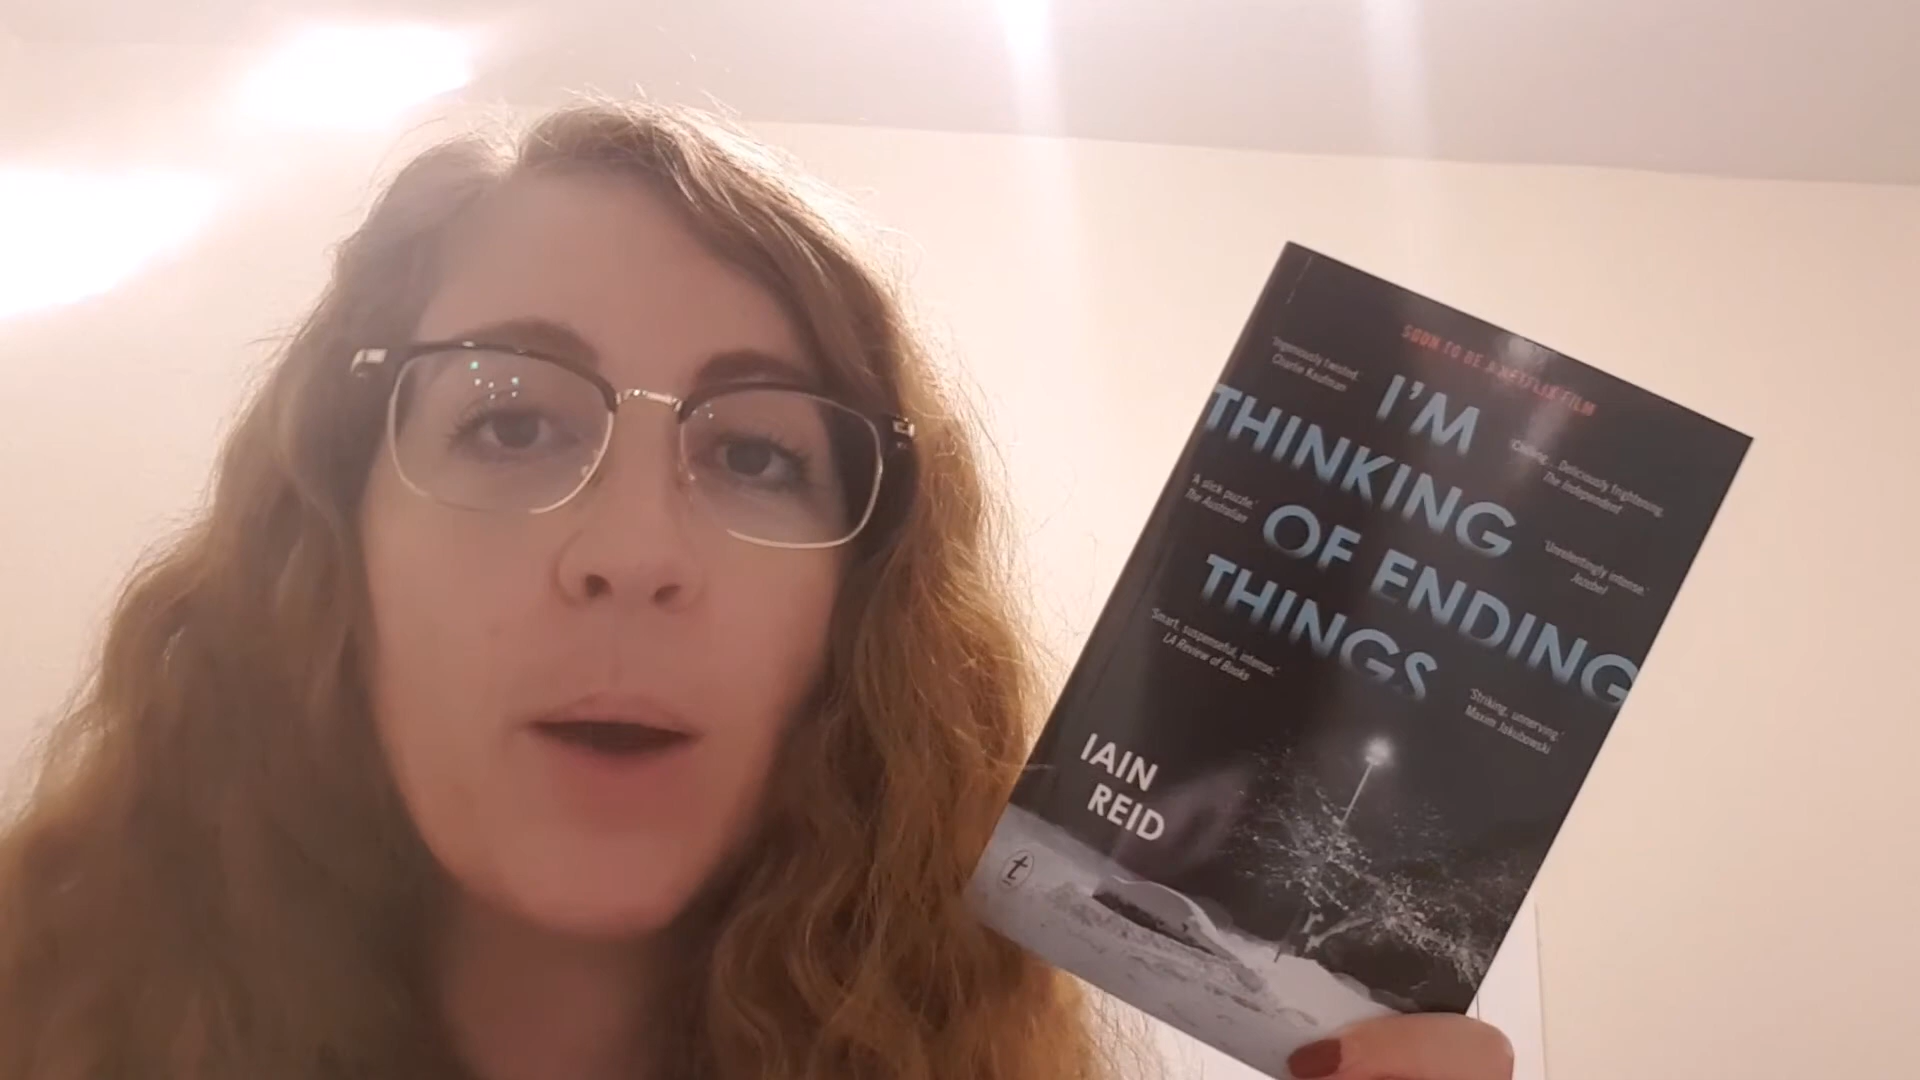 SOON TO BE A NETFLIX FILM
'Ingeniously twisted.'
Charlie Kaufman
I'M
THINKING
OF ENDING
THINGS
'Chilling... Deliciously frightening.'
The Independent
'A slick puzzle.'
The Australian
'Unrelentingly intense.'
Jezebel
'Smart, suspenseful, intense.'
LA Review of Books
'Striking, unnerving.'
Maxim Jakubowski
IAIN
REID
t